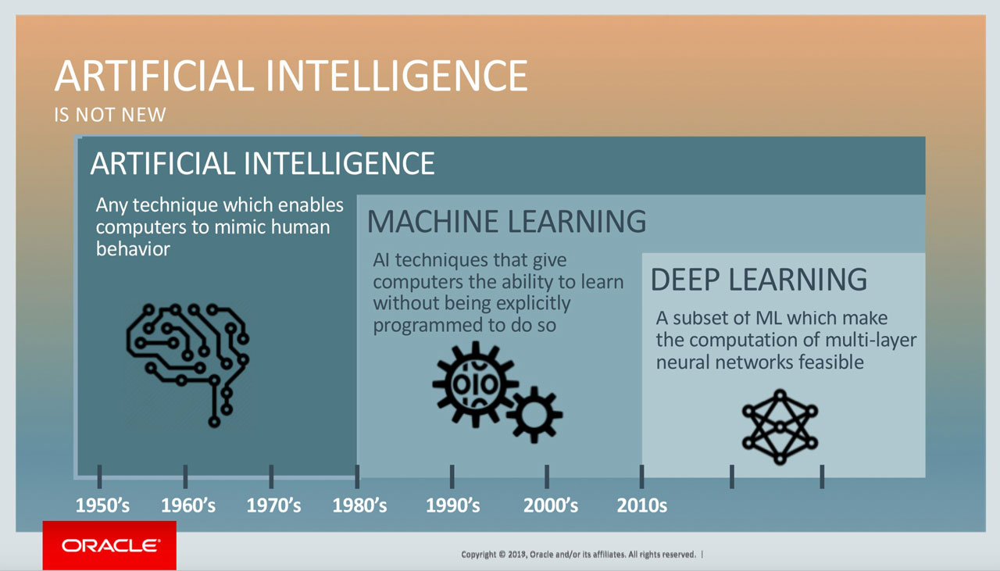 ARTIFICIAL INTELLIGENCE
IS NOT NEW
ARTIFICIAL INTELLIGENCE
Any technique which enables
computers to mimic human
behavior
MACHINE LEARNING
AI techniques that give
computers the ability to learn
without being explicitly
programmed to do so
DEEP LEARNING
A subset of ML which make
the computation of multi-layer
neural networks feasible
1950’s 1960’s 1970’s 1980’s 1990’s 2000’s 2010s
ORACLE®
Copyright © Oracle and/or its affiliates. All rights reserved. |